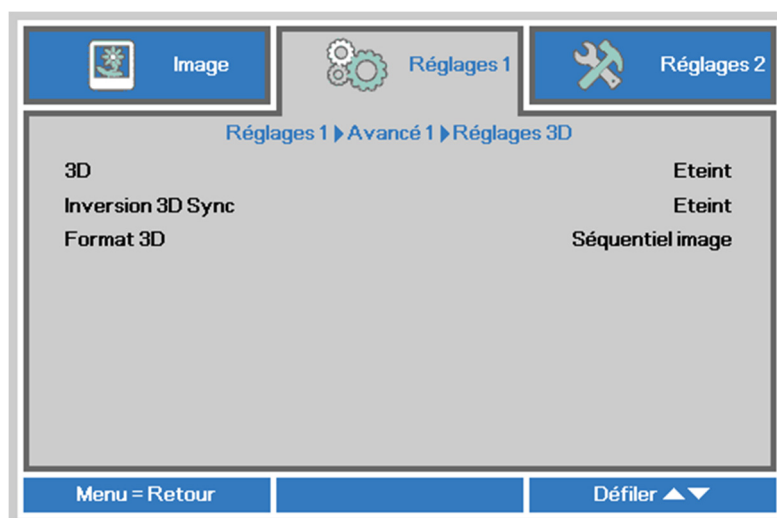 Image
Réglages 1
Réglages 2
Réglages 1 ▶ Avancé 1 ▶ Réglages 3D
3D Eteint
Inversion 3D Sync Eteint
Format 3D Séquentiel image
Menu = Retour
Défiler ▲▼